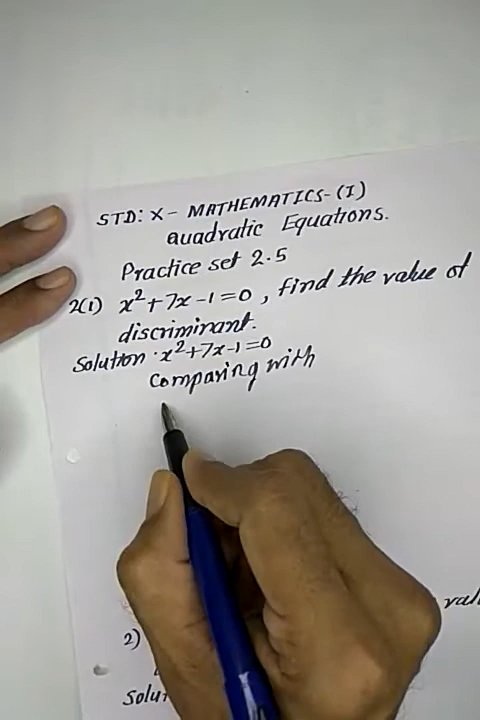 STD: X - MATHEMATICS-(I)
quadratic Equations.
Practice set 2.5
2(1) x²+7x-1=0, find the value of
discriminant.
Solution · x²+7x-1=0
comparing with
2)